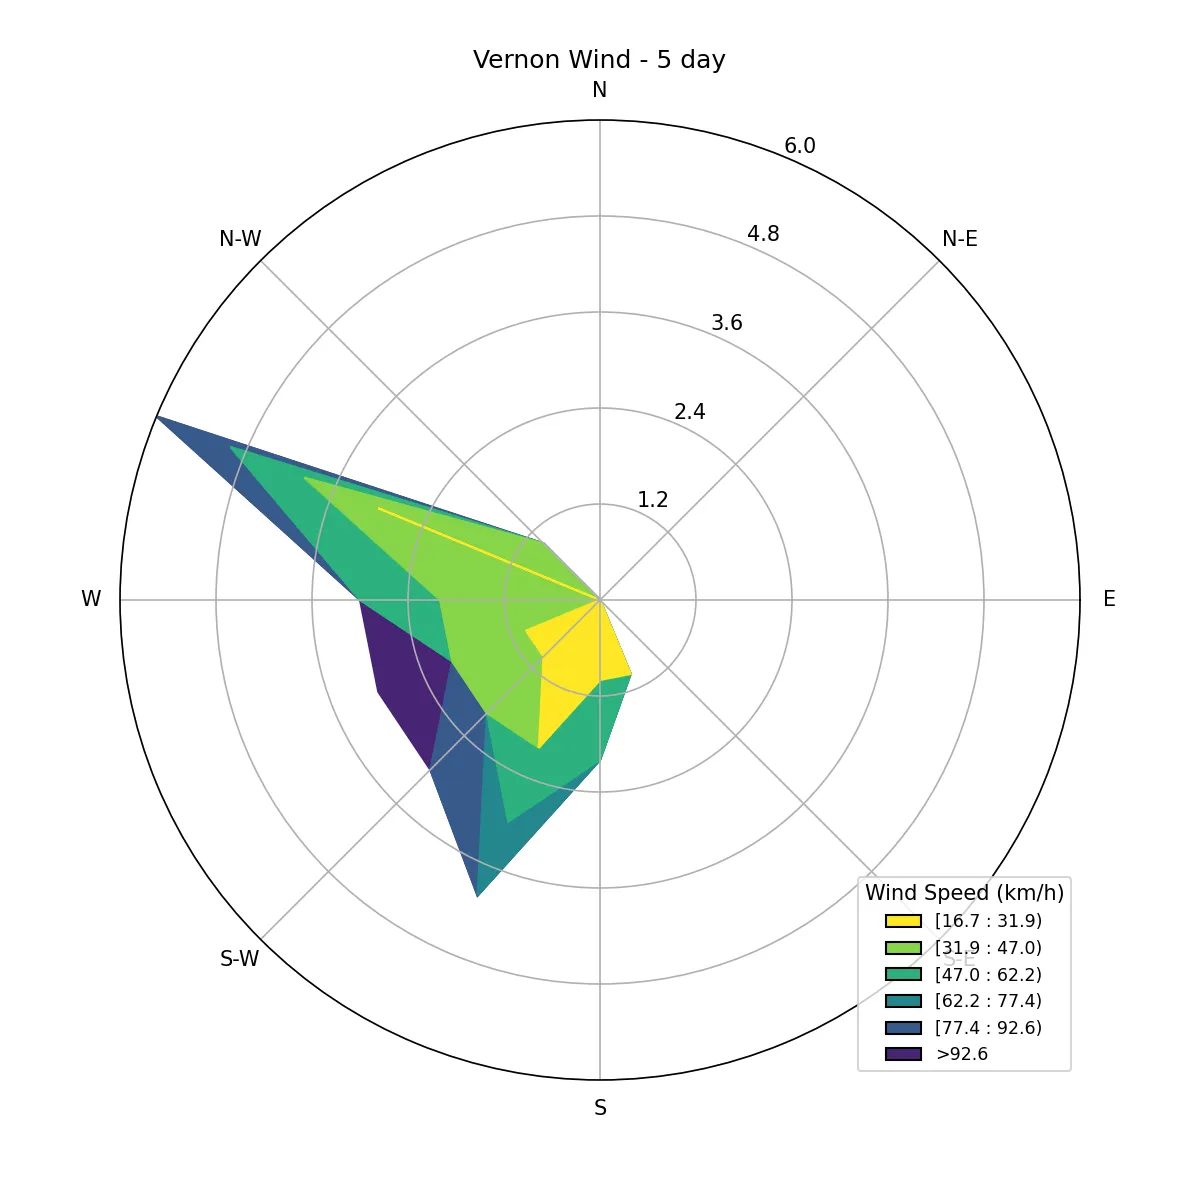 Vernon Wind - 5 day
N
6.0
N-W
N-E
4.8
3.6
2.4
1.2
W
E
Wind Speed (km/h)
[16.7 : 31.9)
[31.9 : 47.0)
S-W
S-E
[47.0 : 62.2)
[62.2 : 77.4)
[77.4 : 92.6)
>92.6
S